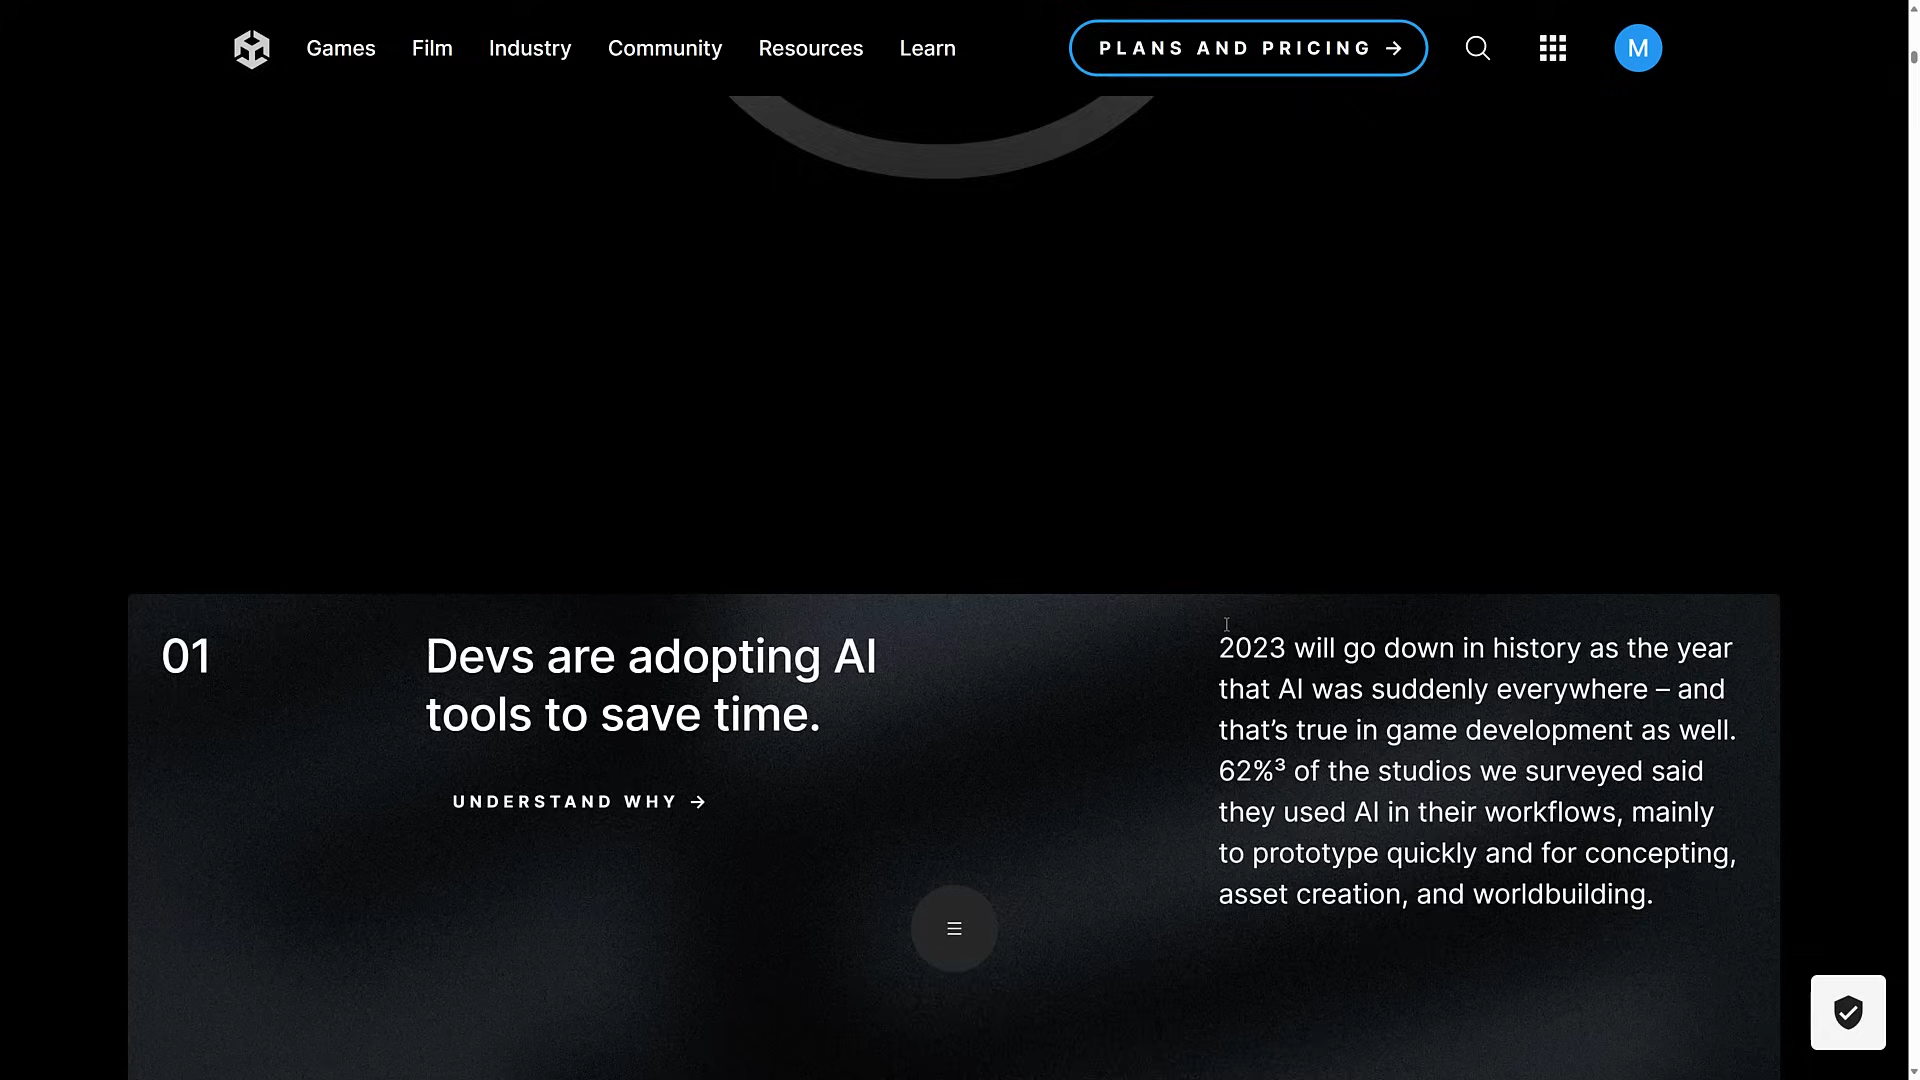 Games Film Industry Community Resources Learn PLANS AND PRICING → M
01
Devs are adopting AI
tools to save time.
UNDERSTAND WHY →
2023 will go down in history as the year
that AI was suddenly everywhere – and
that’s true in game development as well.
62%³ of the studios we surveyed said
they used AI in their workflows, mainly
to prototype quickly and for concepting,
asset creation, and worldbuilding.